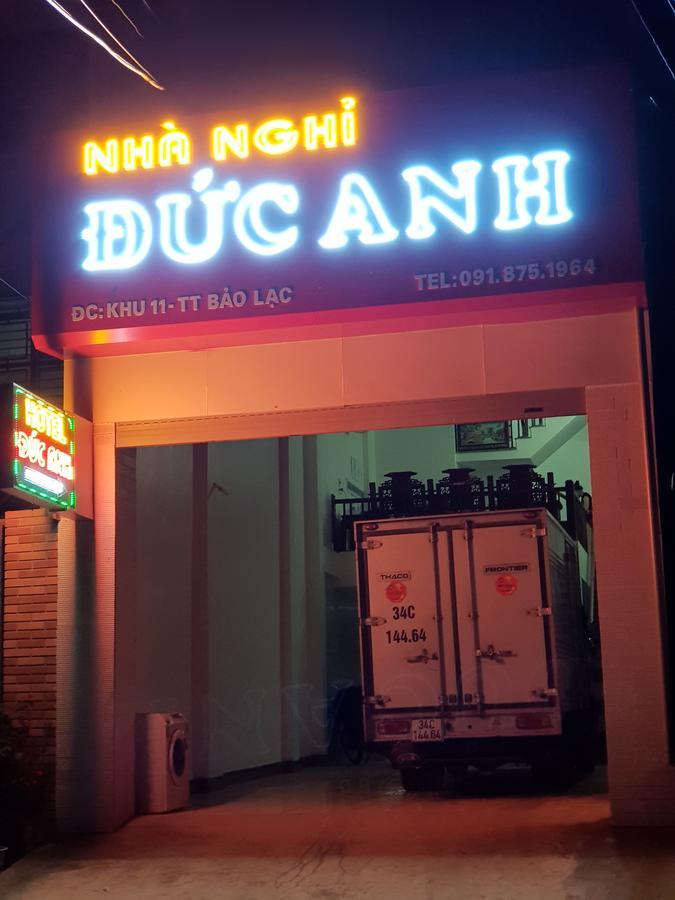 NHÀ NGHỈ
ĐỨC ANH
ĐC: KHU 11 - TT BẢO LẠC
TEL: 091.875.1964
HOTEL
ĐỨC ANH
THACO
FRONTIER
34C
144.64
34C
144.64